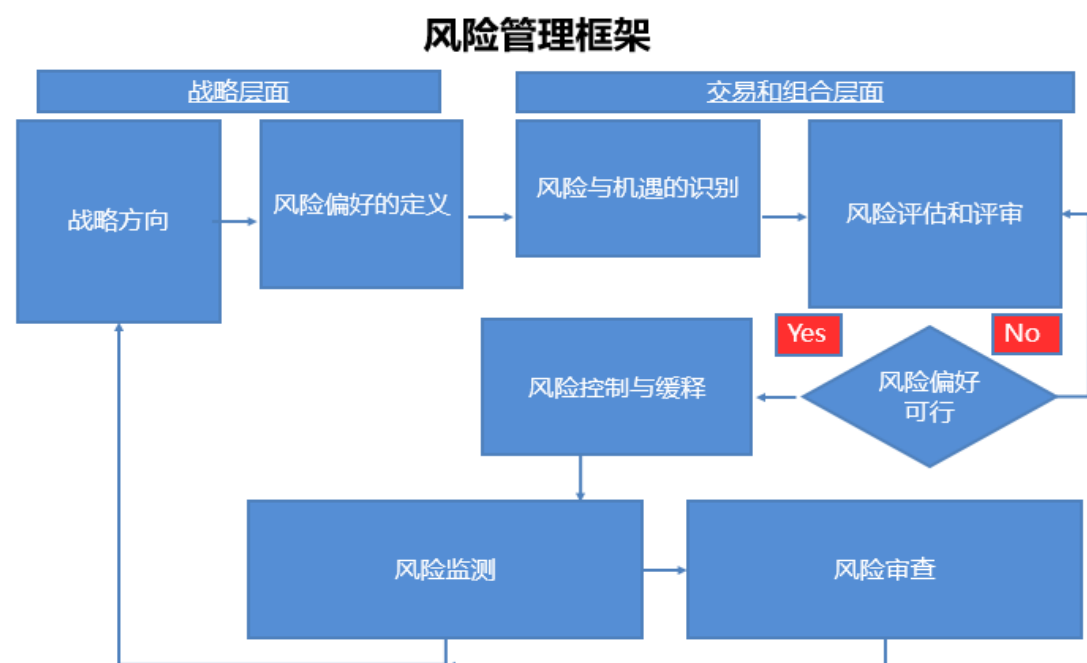 风险管理框架
战略层面
交易和组合层面
战略方向
风险偏好的定义
风险与机遇的识别
风险评估和评审
Yes
No
风险控制与缓释
风险偏好
可行
风险监测
风险审查